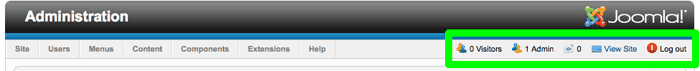 Administration
Joomla!®
Site Users Menus Content Components Extensions Help 0 Visitors 1 Admin 0 View Site Log out